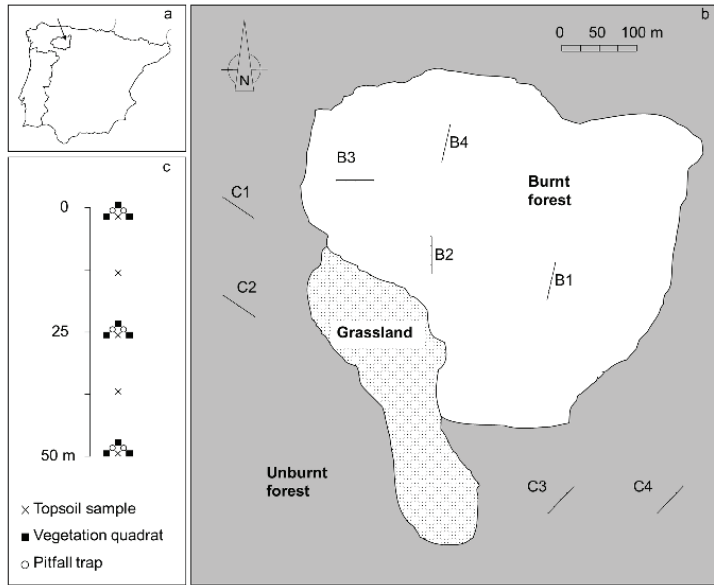 a
c
0
25
50 m
Topsoil sample
Vegetation quadrat
Pitfall trap
b
0 50 100 m
N
B4
B3
Burnt
forest
C1
B2
B1
C2
Grassland
Unburnt
forest
C3
C4